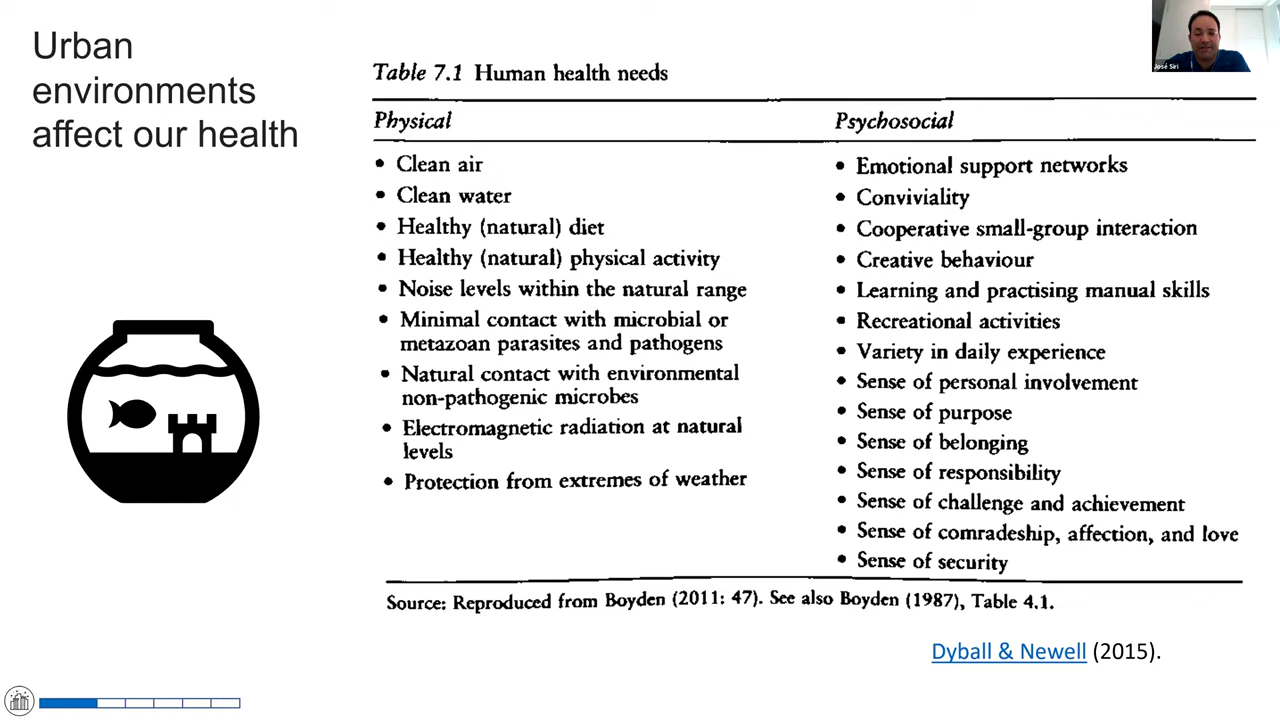 Urban
environments
affect our health
José Siri
Table 7.1 Human health needs
Physical
Psychosocial
• Clean air
• Clean water
• Healthy (natural) diet
• Healthy (natural) physical activity
• Noise levels within the natural range
• Minimal contact with microbial or
metazoan parasites and pathogens
• Natural contact with environmental
non-pathogenic microbes
• Electromagnetic radiation at natural
levels
• Protection from extremes of weather
• Emotional support networks
• Conviviality
• Cooperative small-group interaction
• Creative behaviour
• Learning and practising manual skills
• Recreational activities
• Variety in daily experience
• Sense of personal involvement
• Sense of purpose
• Sense of belonging
• Sense of responsibility
• Sense of challenge and achievement
• Sense of comradeship, affection, and love
• Sense of security
Source: Reproduced from Boyden (2011: 47). See also Boyden (1987), Table 4.1.
Dyball & Newell (2015).